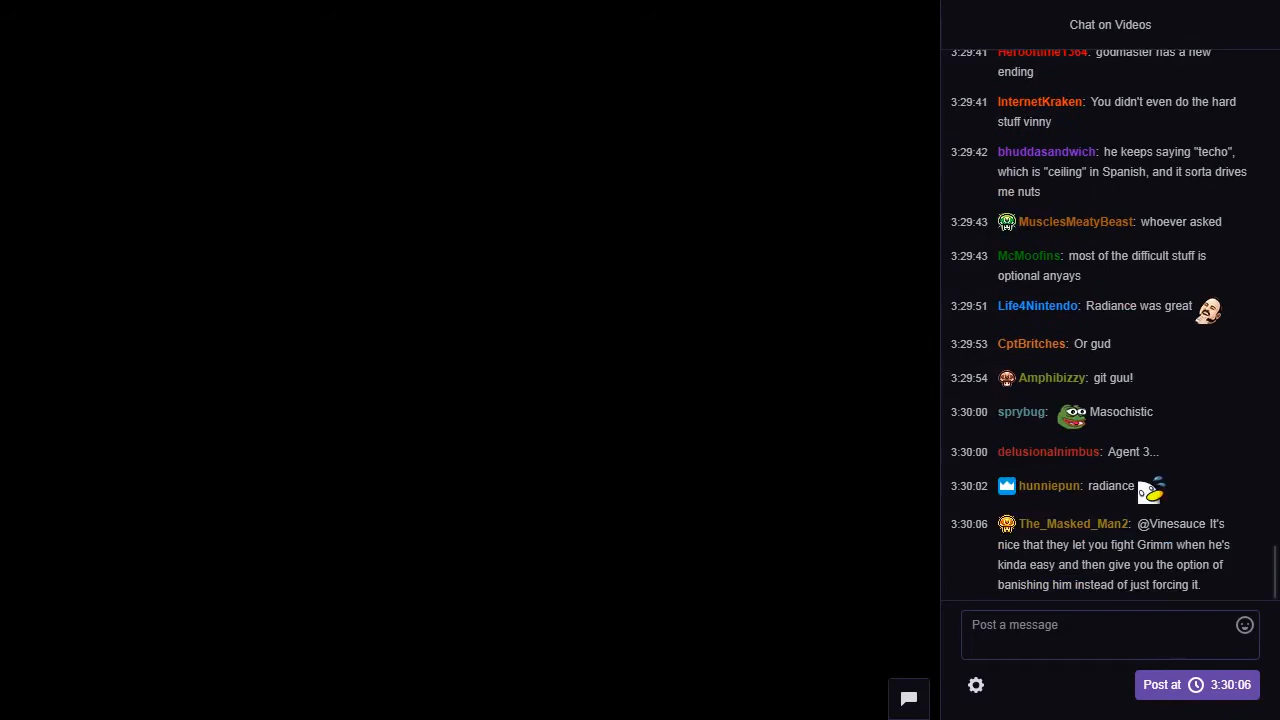 Chat on Videos
3:29:41 Herooftime1364: godmaster has a new
ending
3:29:41 InternetKraken: You didn't even do the hard
stuff vinny
3:29:42 bhuddasandwich: he keeps saying "techo",
which is "ceiling" in Spanish, and it sorta drives
me nuts
3:29:43 MusclesMeatyBeast: whoever asked
3:29:43 McMoofins: most of the difficult stuff is
optional anyays
3:29:51 Life4Nintendo: Radiance was great
3:29:53 CptBritches: Or gud
3:29:54 Amphibizzy: git guu!
3:30:00 sprybug: Masochistic
3:30:00 delusionalnimbus: Agent 3...
3:30:02 hunniepun: radiance
3:30:06 The_Masked_Man2: @Vinesauce It's
nice that they let you fight Grimm when he's
kinda easy and then give you the option of
banishing him instead of just forcing it.
Post a message
Post at 3:30:06